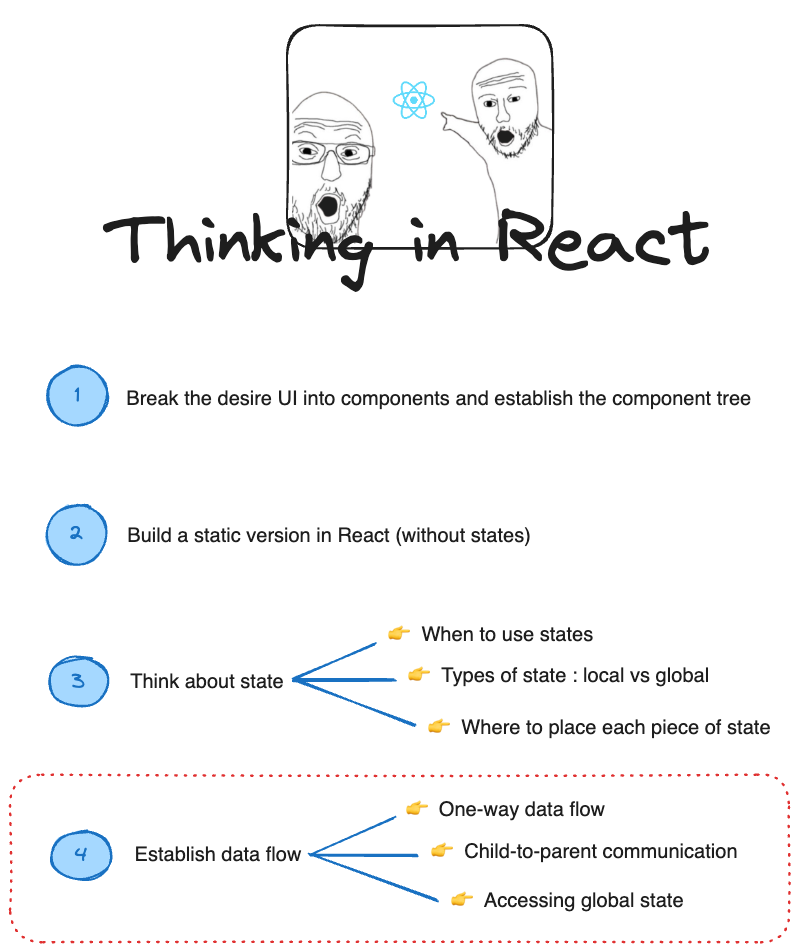 Thinking in React
1
Break the desire UI into components and establish the component tree
2
Build a static version in React (without states)
3
Think about state
👉 When to use states
👉 Types of state : local vs global
👉 Where to place each piece of state
4
Establish data flow
👉 One-way data flow
👉 Child-to-parent communication
👉 Accessing global state